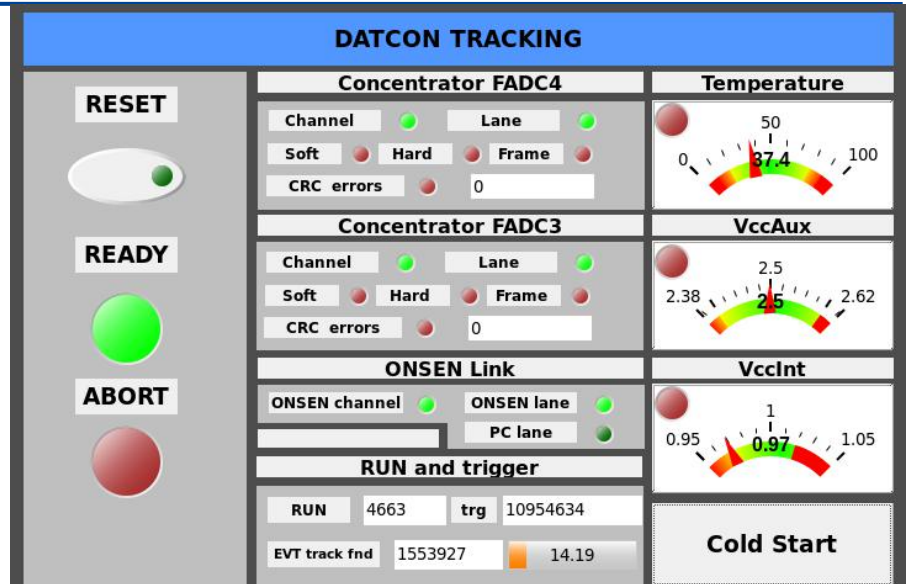 DATCON TRACKING
RESET
READY
ABORT
Concentrator FADC4
Channel Lane
Soft Hard Frame
CRC errors 0
Concentrator FADC3
Channel Lane
Soft Hard Frame
CRC errors 0
ONSEN Link
ONSEN channel ONSEN lane
PC lane
RUN and trigger
RUN 4663 trg 10954634
EVT track fnd 1553927 14.19
Temperature
50
0 37.4 100
VccAux
2.5
2.38 2.5 2.62
VccInt
1
0.95 0.97 1.05
Cold Start